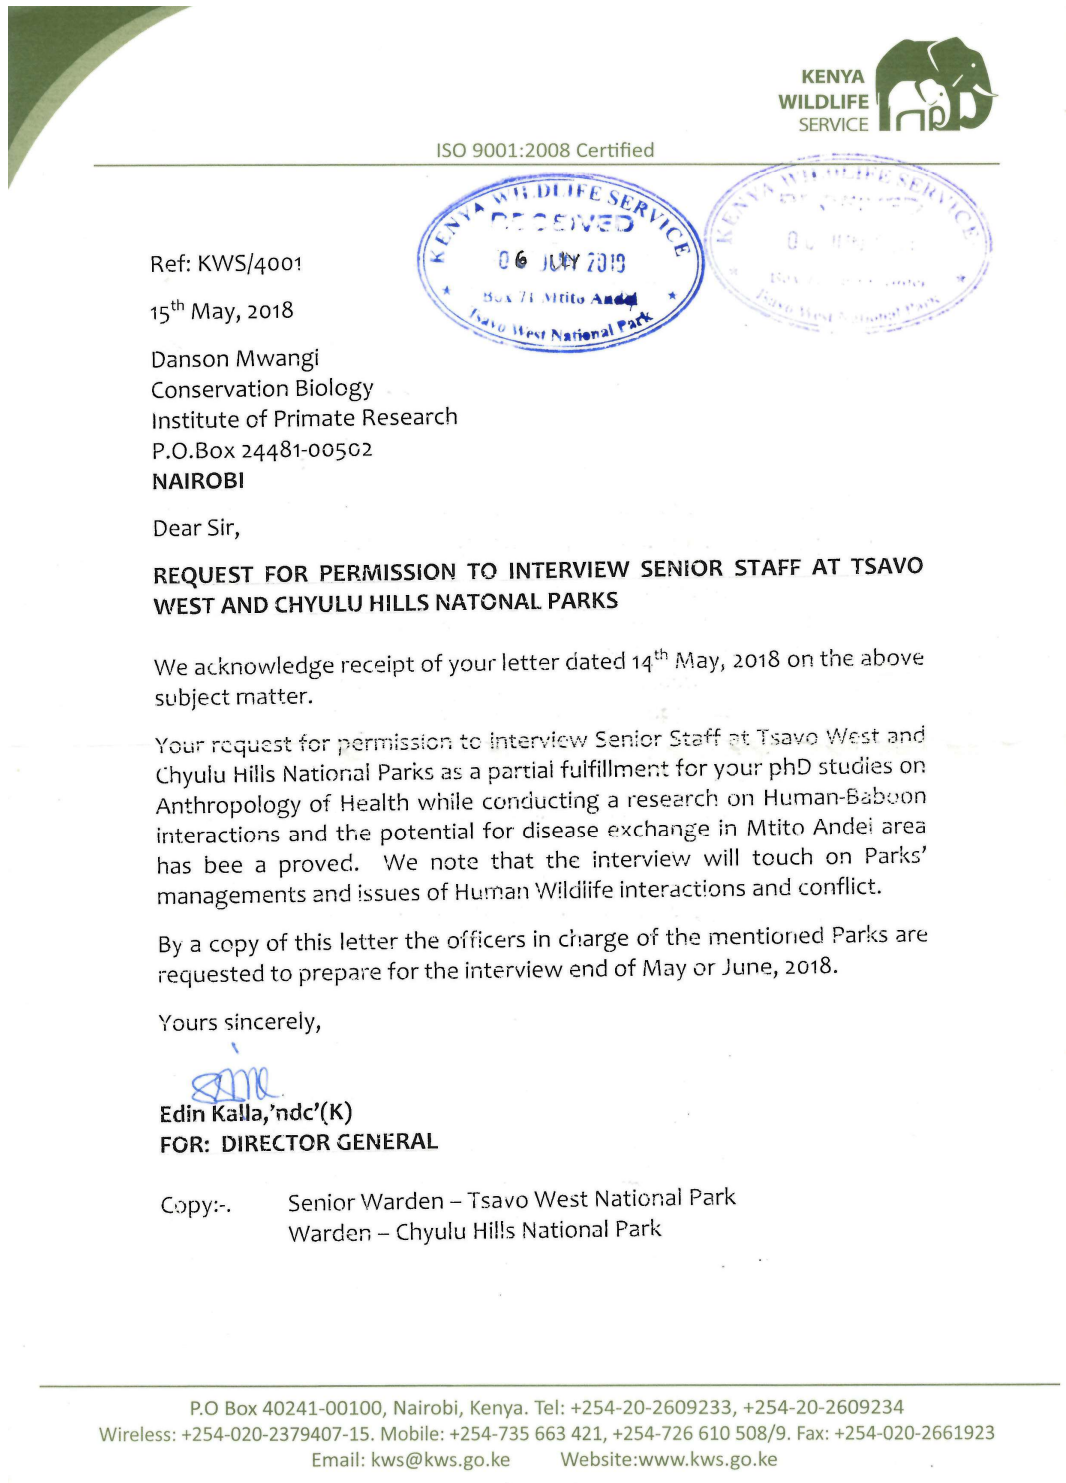 KENYA
WILDLIFE
SERVICE
ISO 9001:2008 Certified
KENYA WILDLIFE SERVICE
RECEIVED
06 JULY
Box 71 Mtito Andei
Tsavo West National Park
KENYA WILDLIFE SERVICE
Tsavo West National Park
Ref: KWS/4001
15th May, 2018
Danson Mwangi
Conservation Biology
Institute of Primate Research
P.O.Box 24481-00502
NAIROBI
Dear Sir,
REQUEST FOR PERMISSION TO INTERVIEW SENIOR STAFF AT TSAVO
WEST AND CHYULU HILLS NATONAL PARKS
We acknowledge receipt of your letter dated 14th May, 2018 on the above
subject matter.
Your request for permission to interview Senior Staff at Tsavo West and
Chyulu Hills National Parks as a partial fulfillment for your phD studies on
Anthropology of Health while conducting a research on Human-Baboon
interactions and the potential for disease exchange in Mtito Andei area
has bee a proved. We note that the interview will touch on Parks'
managements and issues of Human Wildlife interactions and conflict.
By a copy of this letter the officers in charge of the mentioned Parks are
requested to prepare for the interview end of May or June, 2018.
Yours sincerely,
Edin Kalla,'ndc'(K)
FOR: DIRECTOR GENERAL
Copy:-. Senior Warden – Tsavo West National Park
Warden – Chyulu Hills National Park
P.O Box 40241-00100, Nairobi, Kenya. Tel: +254-20-2609233, +254-20-2609234
Wireless: +254-020-2379407-15. Mobile: +254-735 663 421, +254-726 610 508/9. Fax: +254-020-2661923
Email: kws@kws.go.ke Website:www.kws.go.ke